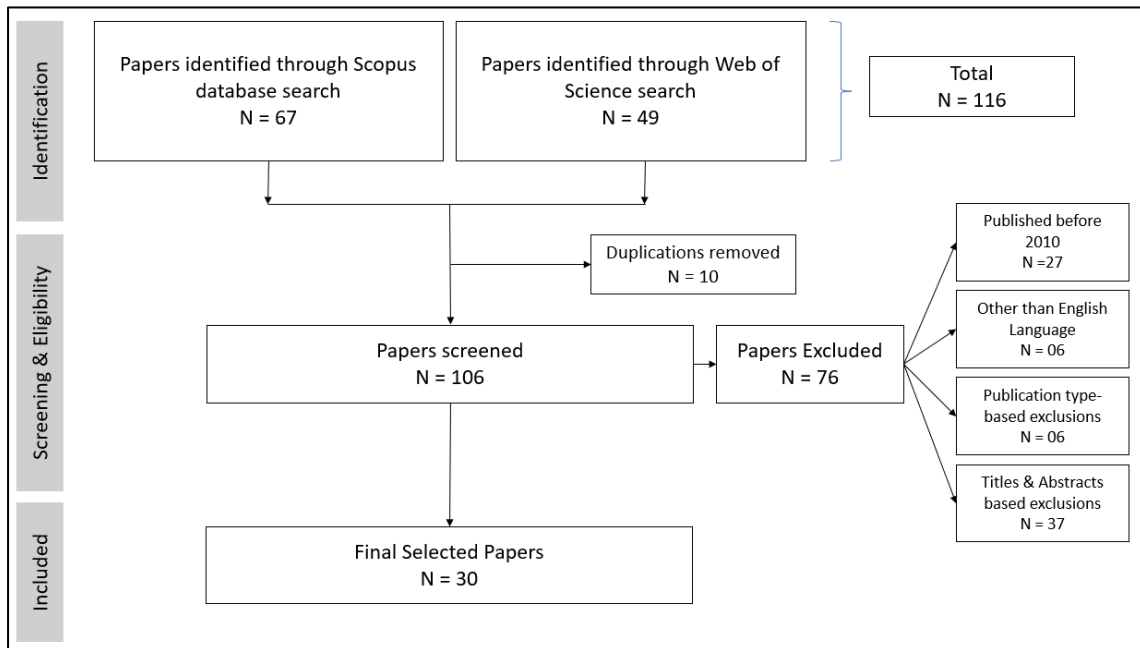 Identification
Papers identified through Scopus
database search
N = 67
Papers identified through Web of
Science search
N = 49
Total
N = 116
Screening & Eligibility
Duplications removed
N = 10
Papers screened
N = 106
Papers Excluded
N = 76
Published before
2010
N =27
Other than English
Language
N = 06
Publication type-
based exclusions
N = 06
Titles & Abstracts
based exclusions
N = 37
Included
Final Selected Papers
N = 30